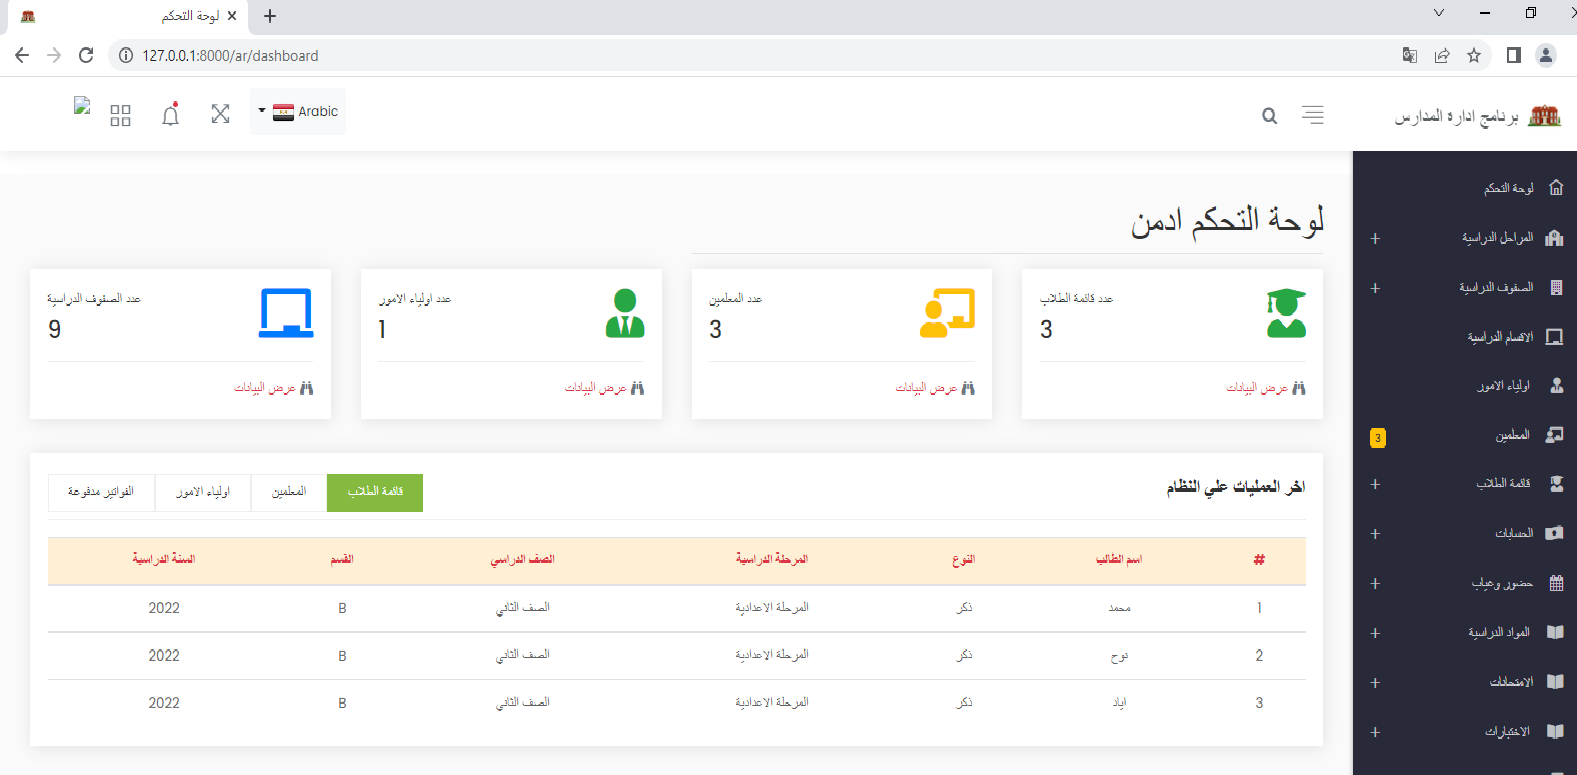 لوحة التحكم
127.0.0.1:8000/ar/dashboard
برنامج اداره المدارس
Arabic
لوحة التحكم
المراحل الدراسية
الصفوف الدراسية
الاقسام الدراسية
اولياء الامور
المعلمين 3
قائمة الطلاب
الحسابات
حضور وغياب
المواد الدراسية
الامتحانات
الاختبارات
لوحة التحكم ادمن
عدد قائمة الطلاب
3
عرض البيانات
عدد المعلمين
3
عرض البيانات
عدد اولياء الامور
1
عرض البيانات
عدد الصفوف الدراسية
9
عرض البيانات
اخر العمليات علي النظام
قائمة الطلاب المعلمين اولياء الامور الفواتير مدفوعة
# اسم الطالب النوع المرحلة الدراسية الصف الدراسي القسم السنة الدراسية
1 محمد ذكر المرحلة الاعدادية الصف الثاني B 2022
2 نوح ذكر المرحلة الاعدادية الصف الثاني B 2022
3 اياد ذكر المرحلة الاعدادية الصف الثاني B 2022